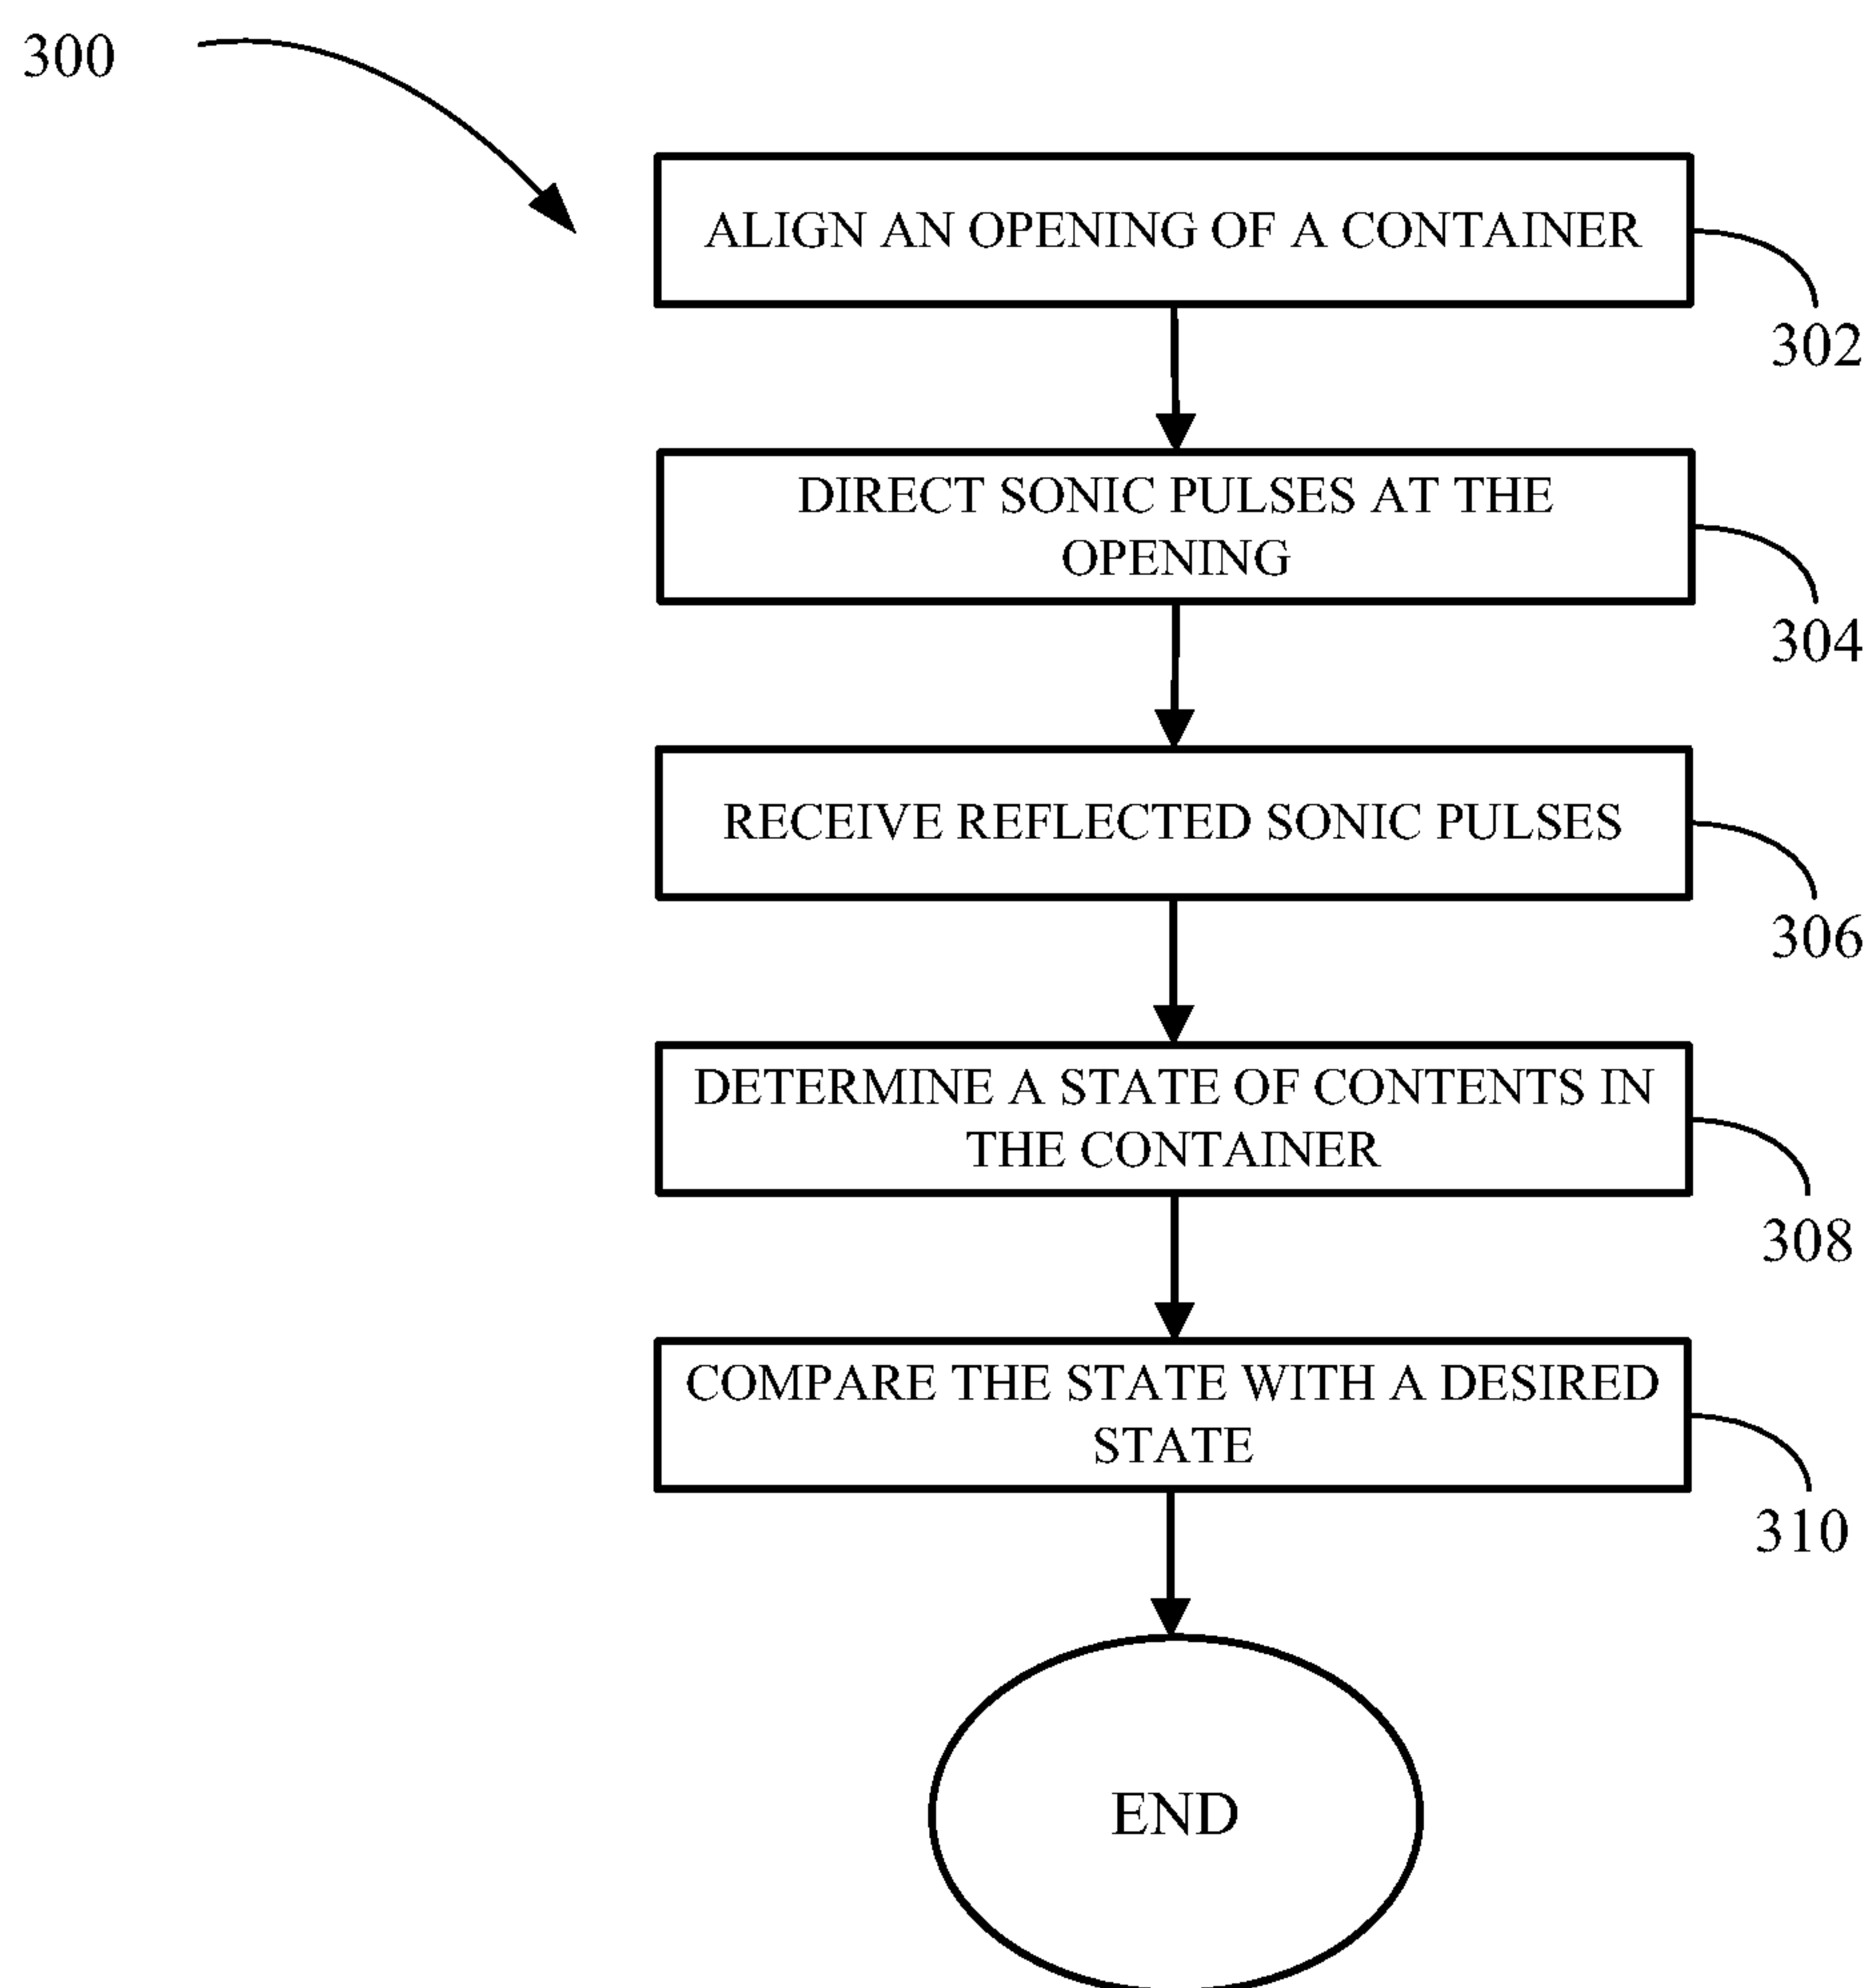 300
ALIGN AN OPENING OF A CONTAINER
302
DIRECT SONIC PULSES AT THE
OPENING
304
RECEIVE REFLECTED SONIC PULSES
306
DETERMINE A STATE OF CONTENTS IN
THE CONTAINER
308
COMPARE THE STATE WITH A DESIRED
STATE
310
END